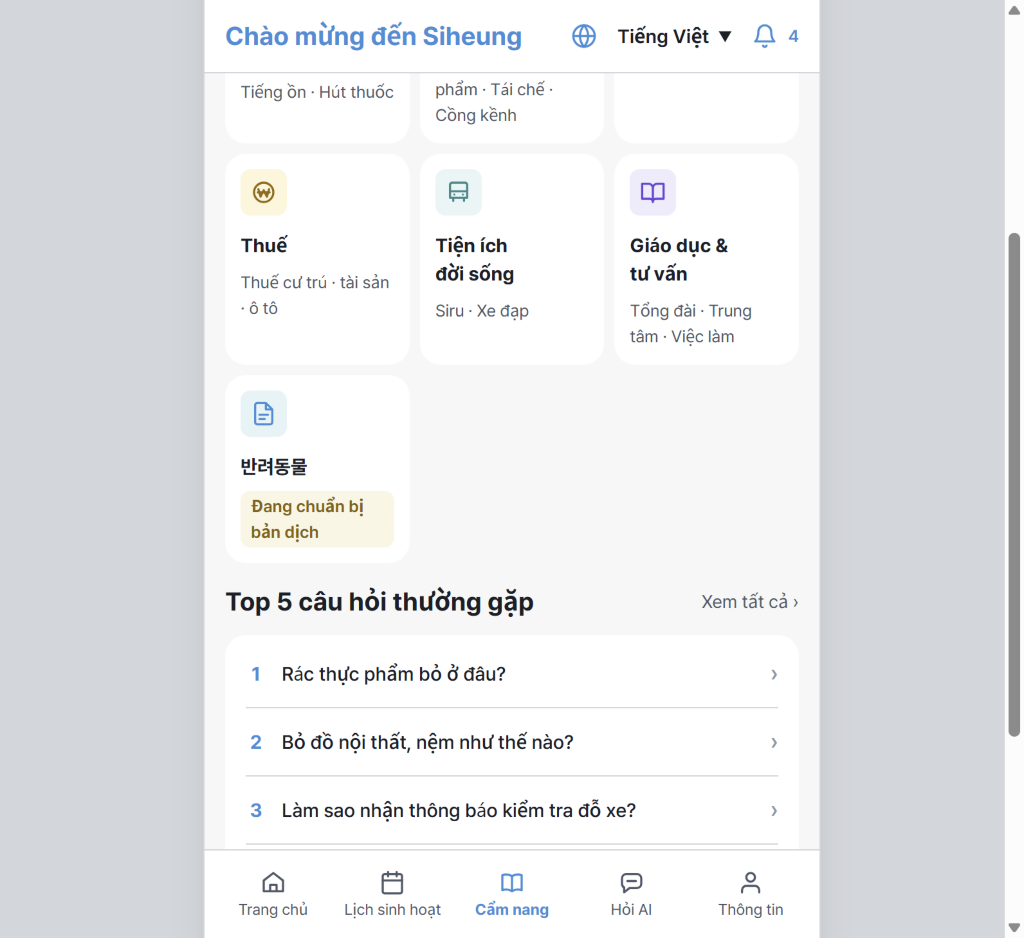 Chào mừng đến Siheung
Tiếng Việt ▼
4
Tiếng ồn · Hút thuốc
phẩm · Tái chế ·
Cồng kềnh
Thuế
Thuế cư trú · tài sản
· ô tô
Tiện ích
đời sống
Siru · Xe đạp
Giáo dục &
tư vấn
Tổng đài · Trung
tâm · Việc làm
반려동물
Đang chuẩn bị
bản dịch
Top 5 câu hỏi thường gặp
Xem tất cả ›
1 Rác thực phẩm bỏ ở đâu? ›
2 Bỏ đồ nội thất, nệm như thế nào? ›
3 Làm sao nhận thông báo kiểm tra đỗ xe? ›
Trang chủ
Lịch sinh hoạt
Cẩm nang
Hỏi AI
Thông tin